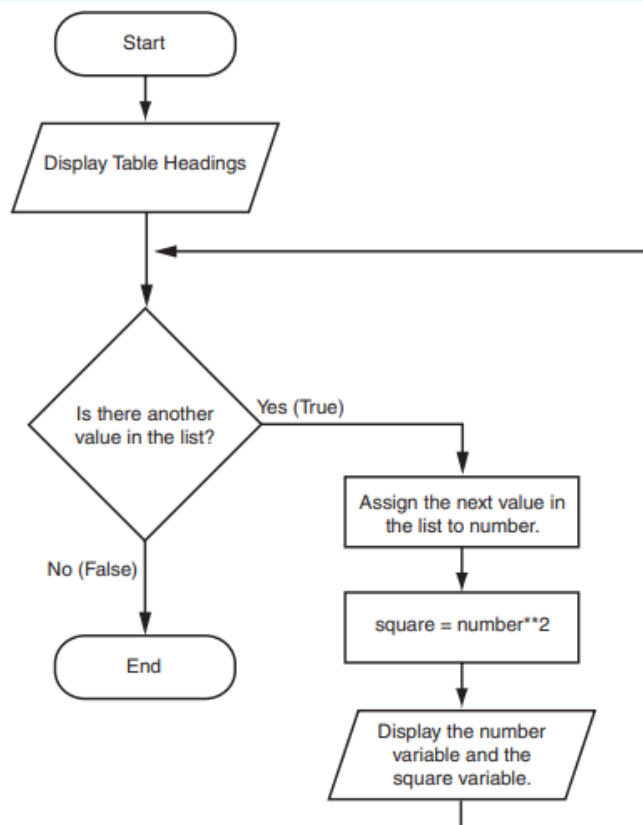 Start
Display Table Headings
Is there another
value in the list?
Yes (True)
Assign the next value in
the list to number.
No (False)
square = number**2
End
Display the number
variable and the
square variable.